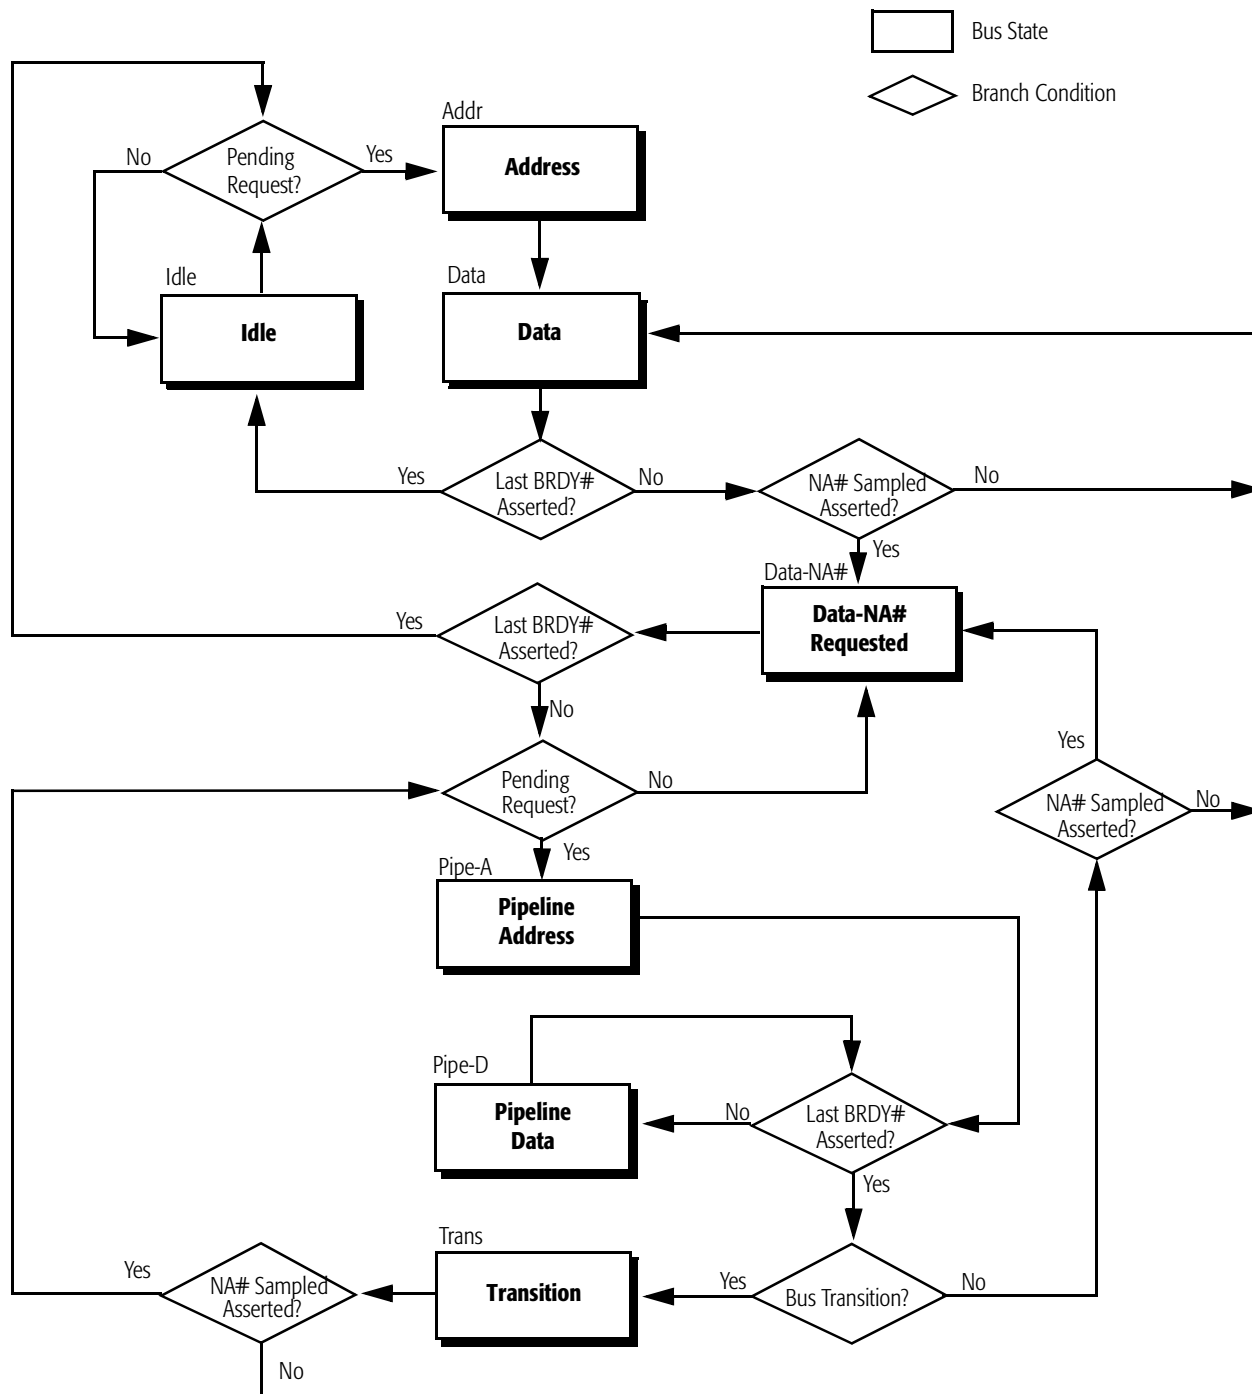 Bus State
Branch Condition
Addr
Address
No
Pending
Request?
Yes
Idle
Idle
Data
Data
Yes
Last BRDY#
Asserted?
No
NA# Sampled
Asserted?
No
Yes
Data-NA#
Data-NA#
Requested
Yes
Last BRDY#
Asserted?
No
Pending
Request?
No
Yes
Yes
NA# Sampled
Asserted?
No
Pipe-A
Pipeline
Address
Pipe-D
Pipeline
Data
No
Last BRDY#
Asserted?
Yes
Trans
Transition
Yes
Bus Transition?
No
Yes
NA# Sampled
Asserted?
No